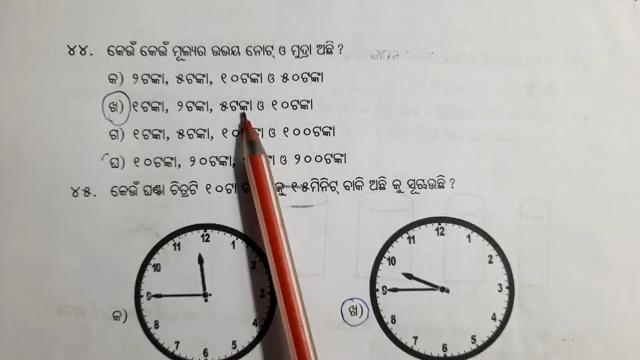 ୪୪. କେଉଁ କେଉଁ ମୂଲ୍ୟର ଉଭୟ ନୋଟ୍ ଓ ମୁଦ୍ରା ଅଛି ?
କ) ୨ଟଙ୍କା, ୫ଟଙ୍କା, ୧୦ଟଙ୍କା ଓ ୫୦ଟଙ୍କା
ଖ) ୧ଟଙ୍କା, ୨ଟଙ୍କା, ୫ଟଙ୍କା ଓ ୧୦ଟଙ୍କା
ଗ) ୧ଟଙ୍କା, ୫ଟଙ୍କା, ଓ ୧୦୦ଟଙ୍କା
ଘ) ୧୦ଟଙ୍କା, ୨୦ଟଙ୍କା, ଓ ୨୦୦ଟଙ୍କା
୪୫. କେଉଁ ଘଣ୍ଟା ଚିତ୍ରଟି ୧୦ଟା କୁ ୧୫ମିନିଟ୍ ବାକି ଅଛି କୁ ସୂଚାଉଛି ?
କ) 12 1 2 3 4 5 6 7 8 9 10 11
ଖ) 12 1 2 3 4 5 6 7 8 9 10 11